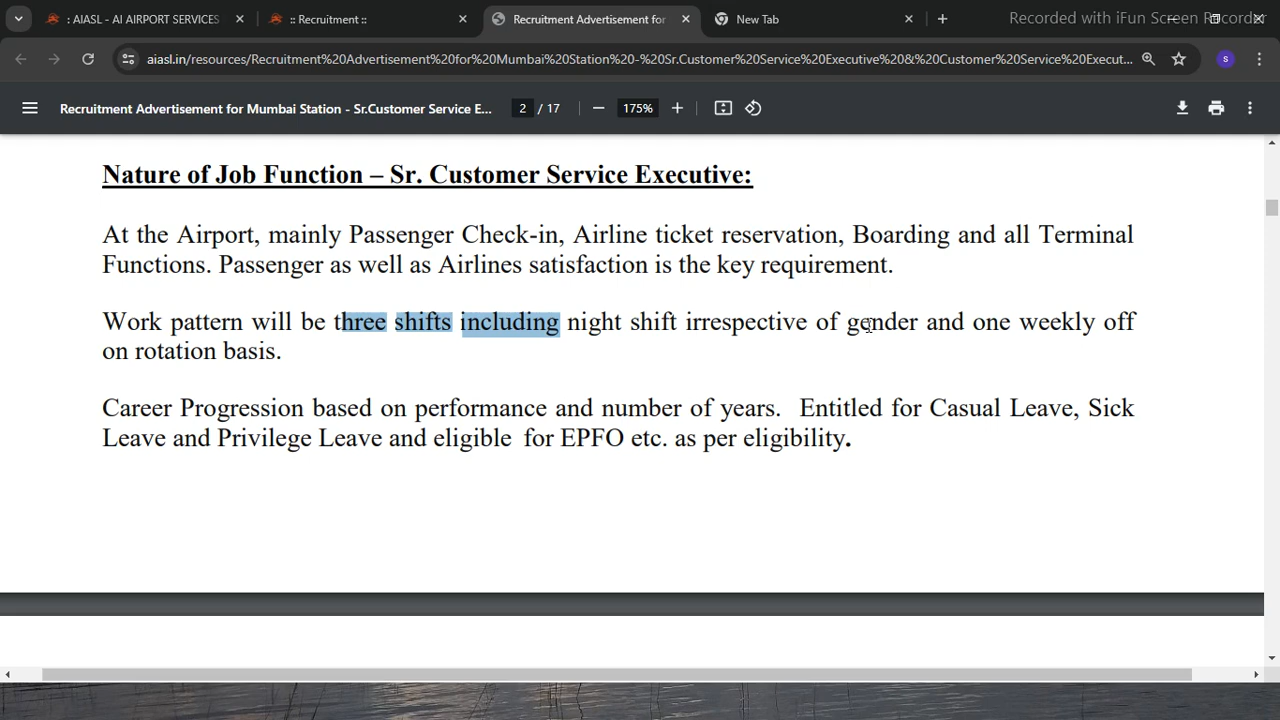 : AIASL - AI AIRPORT SERVICES
:: Recruitment ::
Recruitment Advertisement for
New Tab
Recorded with iFun Screen Recorder
aiasl.in/resources/Recruitment%20Advertisement%20for%20Mumbai%20Station%20-%20Sr.Customer%20Service%20Executive%20&%20Customer%20Service%20Execut...
S
Recruitment Advertisement for Mumbai Station - Sr.Customer Service E...
2 / 17
175%
Nature of Job Function – Sr. Customer Service Executive:
At the Airport, mainly Passenger Check-in, Airline ticket reservation, Boarding and all Terminal
Functions. Passenger as well as Airlines satisfaction is the key requirement.
Work pattern will be three shifts including night shift irrespective of gender and one weekly off
on rotation basis.
Career Progression based on performance and number of years. Entitled for Casual Leave, Sick
Leave and Privilege Leave and eligible for EPFO etc. as per eligibility.